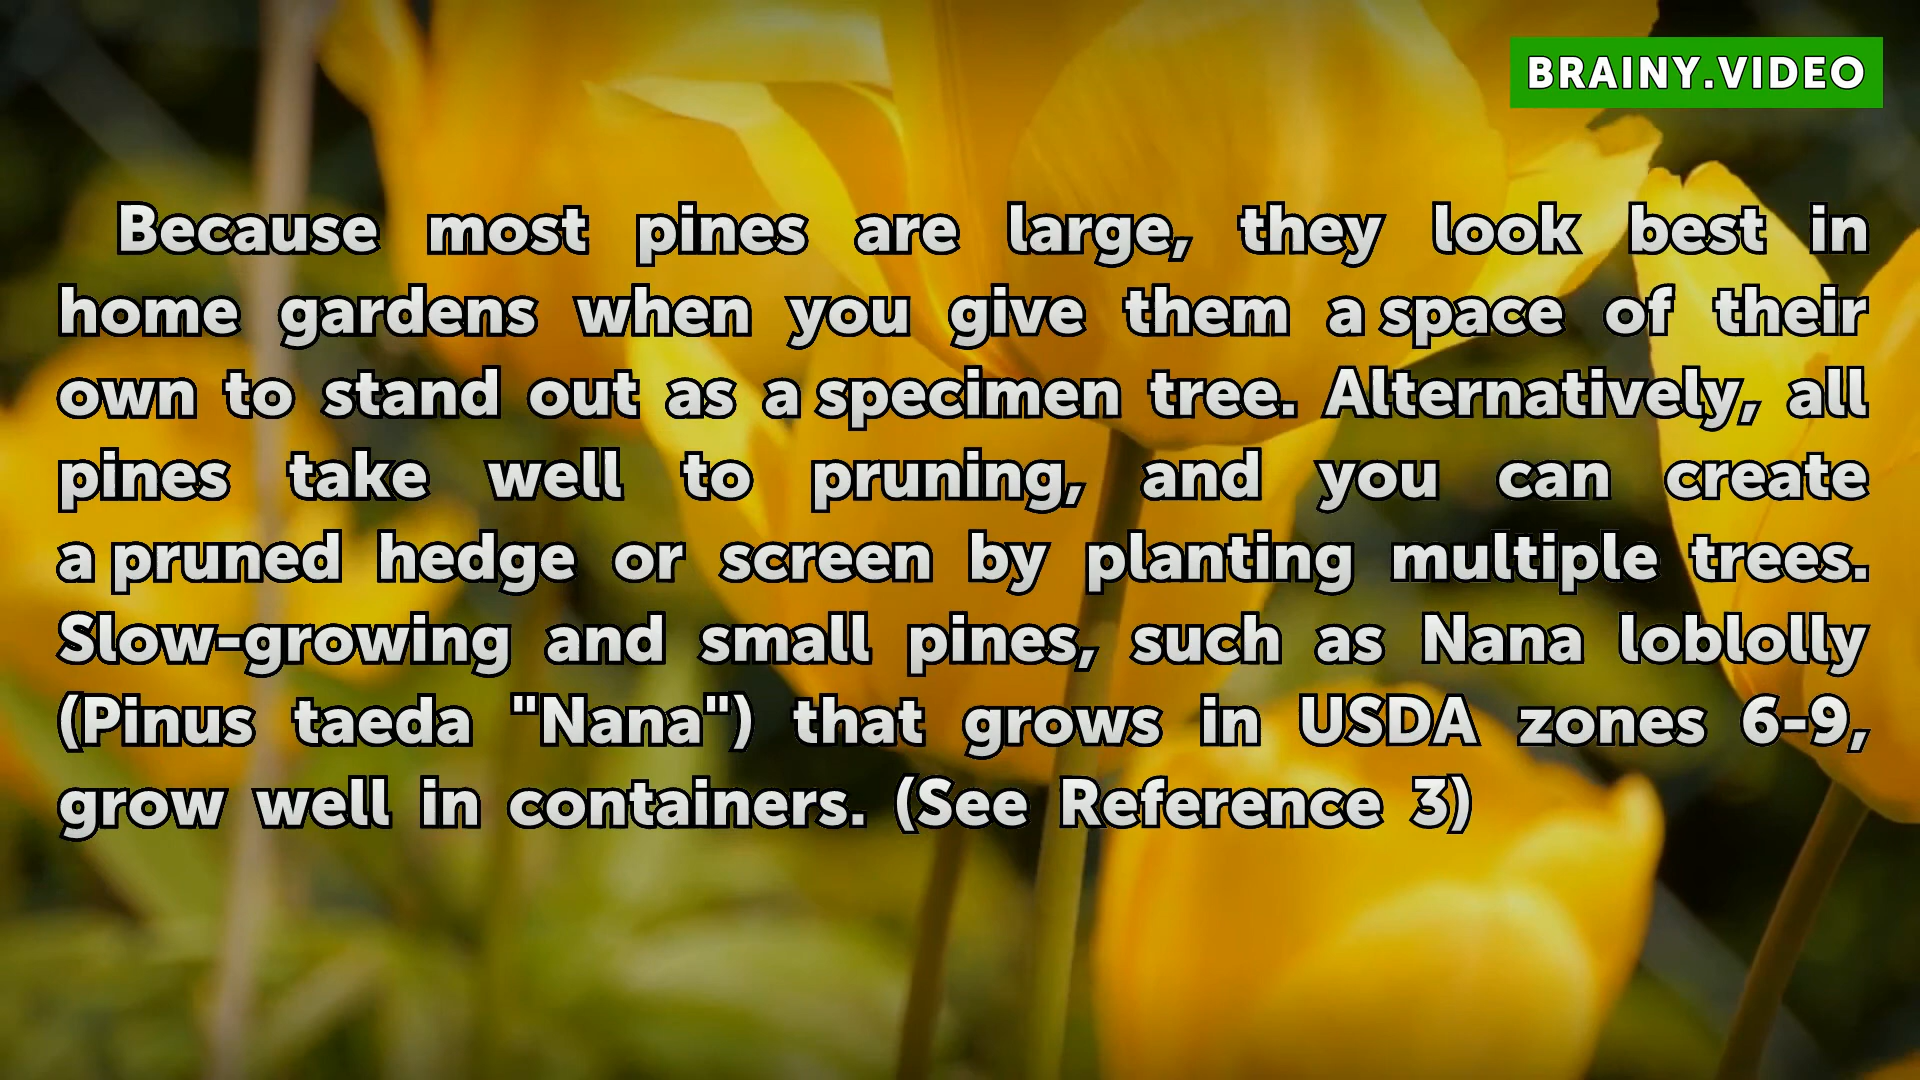 BRAINY.VIDEO
Because most pines are large, they look best in
home gardens when you give them a space of their
own to stand out as a specimen tree. Alternatively, all
pines take well to pruning, and you can create
a pruned hedge or screen by planting multiple trees.
Slow-growing and small pines, such as Nana loblolly
(Pinus taeda "Nana") that grows in USDA zones 6-9,
grow well in containers. (See Reference 3)